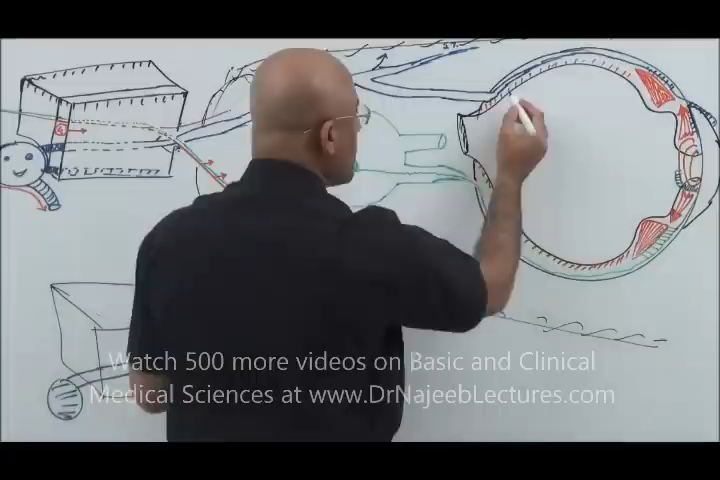 Watch 500 more videos on Basic and Clinical
Medical Sciences at www.DrNajeebLectures.com